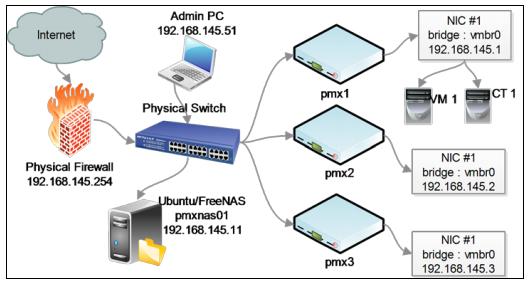 Internet
Admin PC
192.168.145.51
NIC #1
bridge : vmbr0
192.168.145.1
pmx1
VM 1
CT 1
Physical Switch
Physical Firewall
192.168.145.254
pmx2
NIC #1
bridge : vmbr0
192.168.145.2
Ubuntu/FreeNAS
pmxnas01
192.168.145.11
pmx3
NIC #1
bridge : vmbr0
192.168.145.3